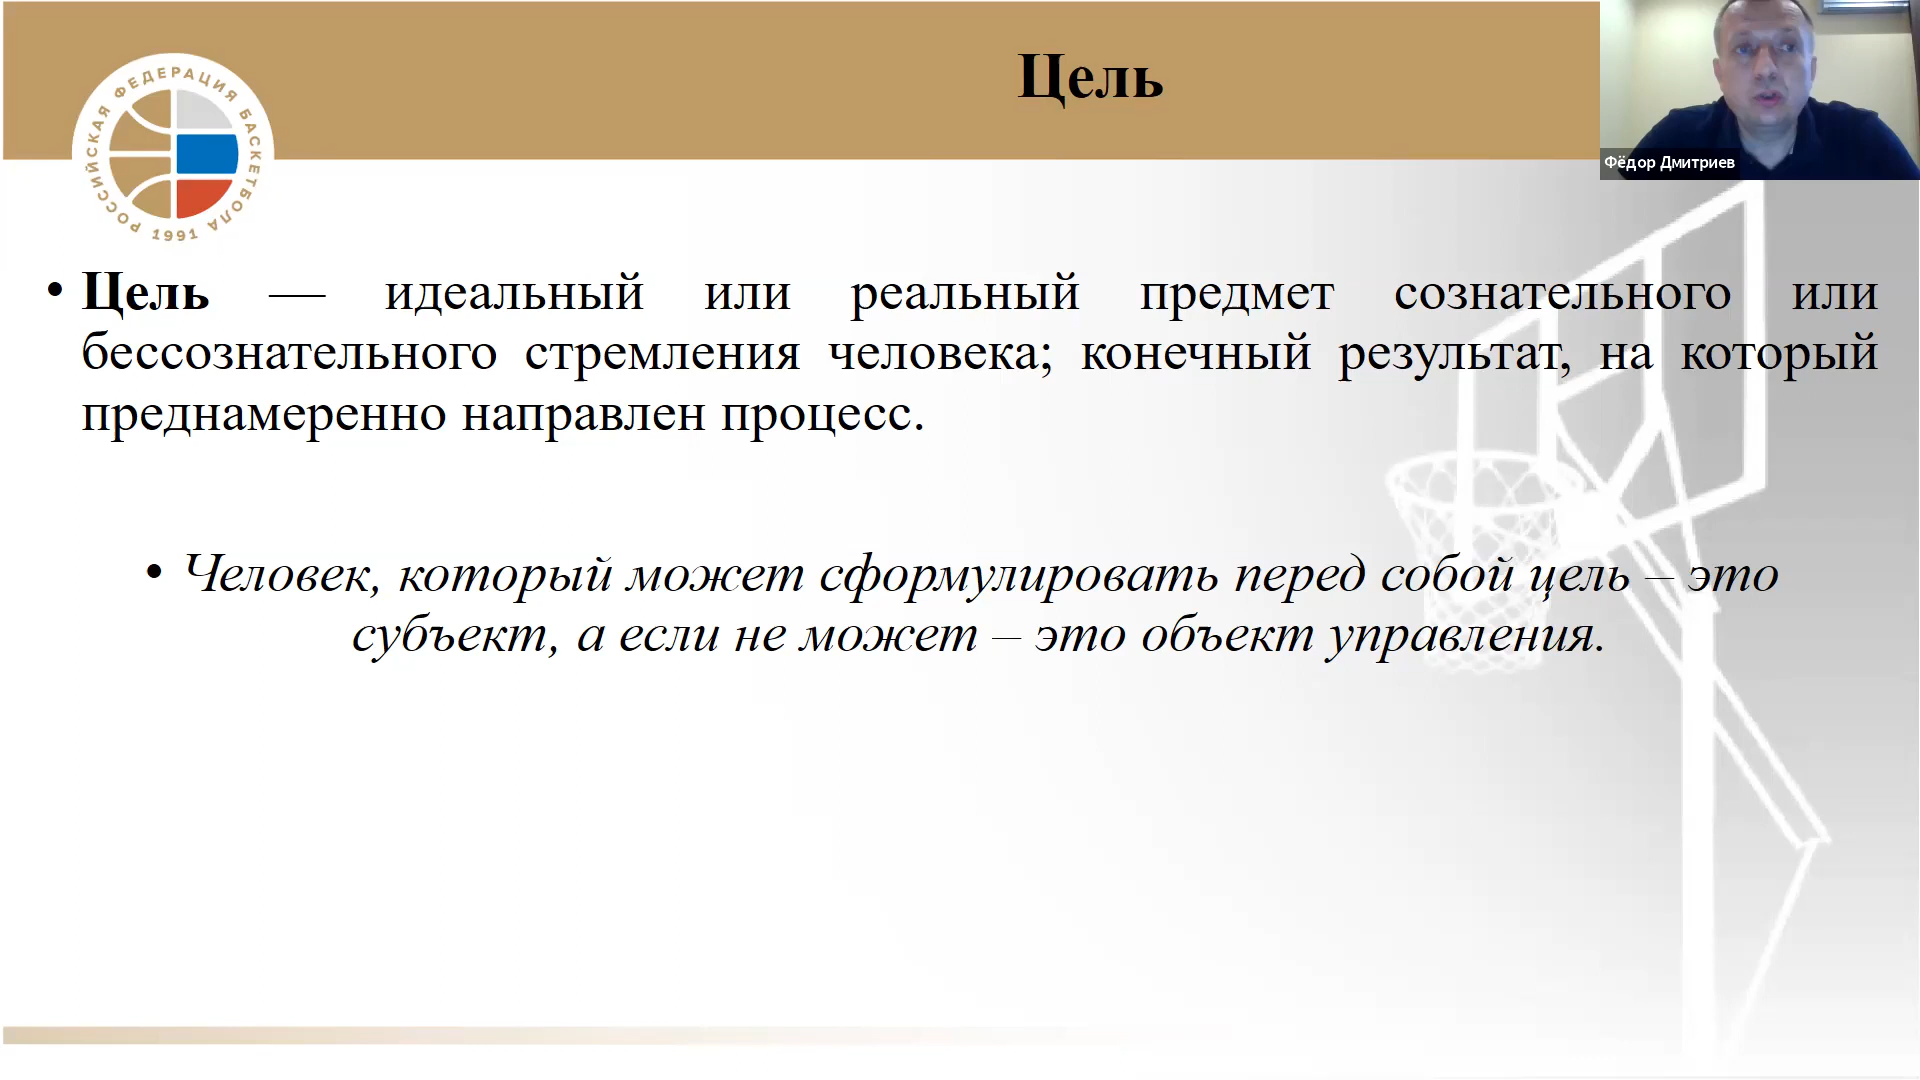 Цель
Фёдор Дмитриев
РОССИЙСКАЯ ФЕДЕРАЦИЯ БАСКЕТБОЛА
1991
• Цель — идеальный или реальный предмет сознательного или
бессознательного стремления человека; конечный результат, на который
преднамеренно направлен процесс.
• Человек, который может сформулировать перед собой цель – это
субъект, а если не может – это объект управления.